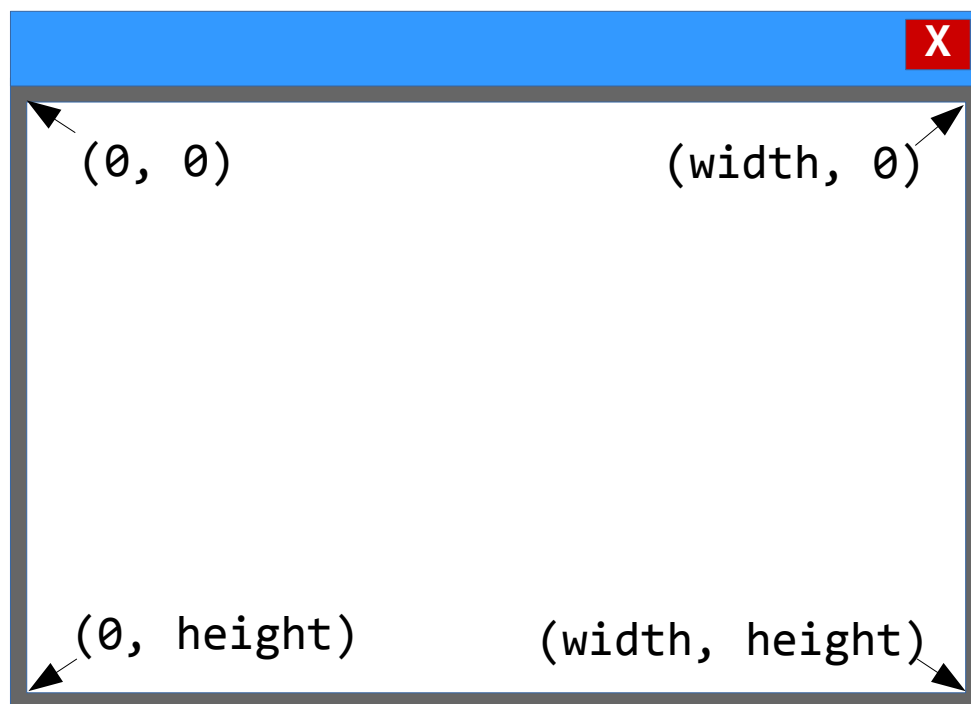 X
(0, 0) (width, 0)
(0, height) (width, height)